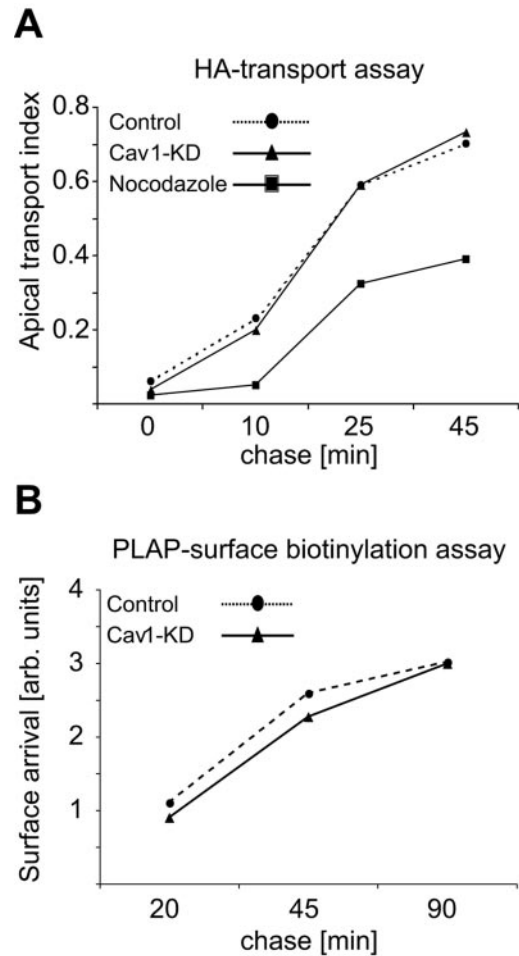 A
HA-transport assay
0.8
0.6
0.4
0.2
Apical transport index
Control
Cav1-KD
Nocodazole
0 10 25 45
chase [min]
B
PLAP-surface biotinylation assay
4
3
2
1
Surface arrival [arb. units]
Control
Cav1-KD
20 45 90
chase [min]